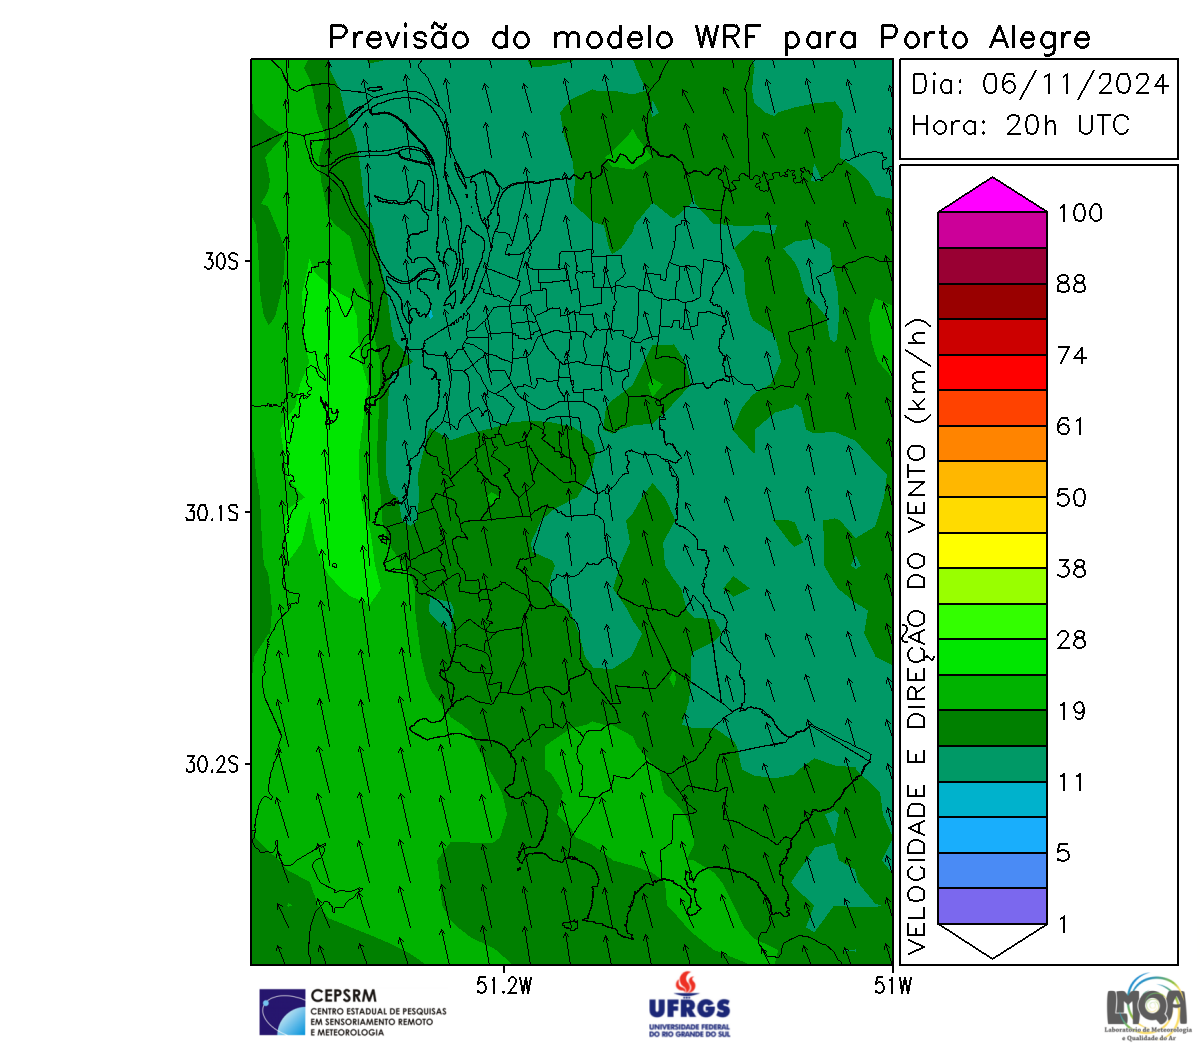 Previsão do modelo WRF para Porto Alegre
Dia: 06/11/2024
Hora: 20h UTC
30S
30.1S
30.2S
51.2W
51W
VELOCIDADE E DIREÇÃO DO VENTO (km/h)
100
88
74
61
50
38
28
19
11
5
1
CEPSRM
CENTRO ESTADUAL DE PESQUISAS
EM SENSORIAMENTO REMOTO
E METEOROLOGIA
UFRGS
UNIVERSIDADE FEDERAL
DO RIO GRANDE DO SUL
LMQA
Laboratório de Meteorologia
e Qualidade do Ar